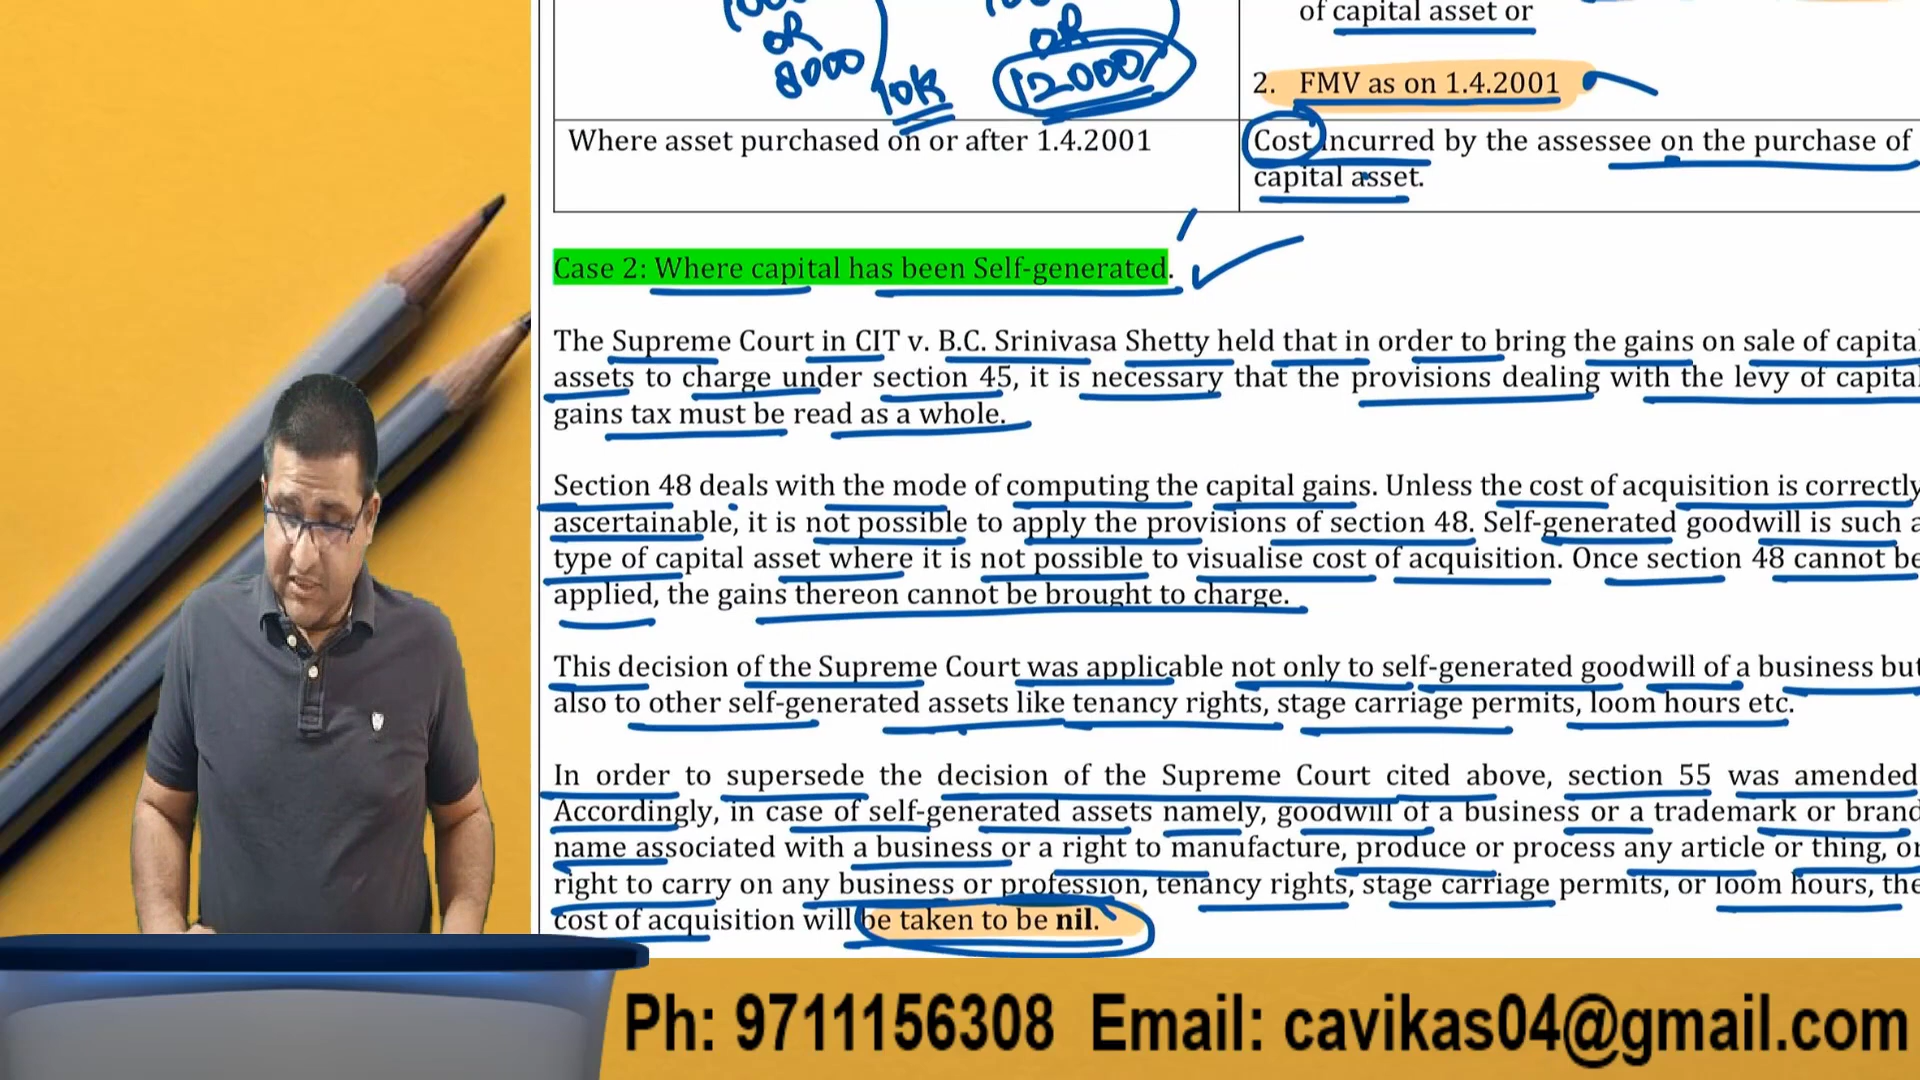 of capital asset or
OR
OR
8000
10K
12000/
2. FMV as on 1.4.2001
Where asset purchased on or after 1.4.2001
Cost incurred by the assessee on the purchase of
capital asset.
Case 2: Where capital has been Self-generated.
The Supreme Court in CIT v. B.C. Srinivasa Shetty held that in order to bring the gains on sale of capital
assets to charge under section 45, it is necessary that the provisions dealing with the levy of capital
gains tax must be read as a whole.
Section 48 deals with the mode of computing the capital gains. Unless the cost of acquisition is correctly
ascertainable, it is not possible to apply the provisions of section 48. Self-generated goodwill is such a
type of capital asset where it is not possible to visualise cost of acquisition. Once section 48 cannot be
applied, the gains thereon cannot be brought to charge.
This decision of the Supreme Court was applicable not only to self-generated goodwill of a business but
also to other self-generated assets like tenancy rights, stage carriage permits, loom hours etc.
In order to supersede the decision of the Supreme Court cited above, section 55 was amended
Accordingly, in case of self-generated assets namely, goodwill of a business or a trademark or brand
name associated with a business or a right to manufacture, produce or process any article or thing, or
right to carry on any business or profession, tenancy rights, stage carriage permits, or loom hours, the
cost of acquisition will be taken to be nil.
Ph: 9711156308 Email: cavikas04@gmail.com